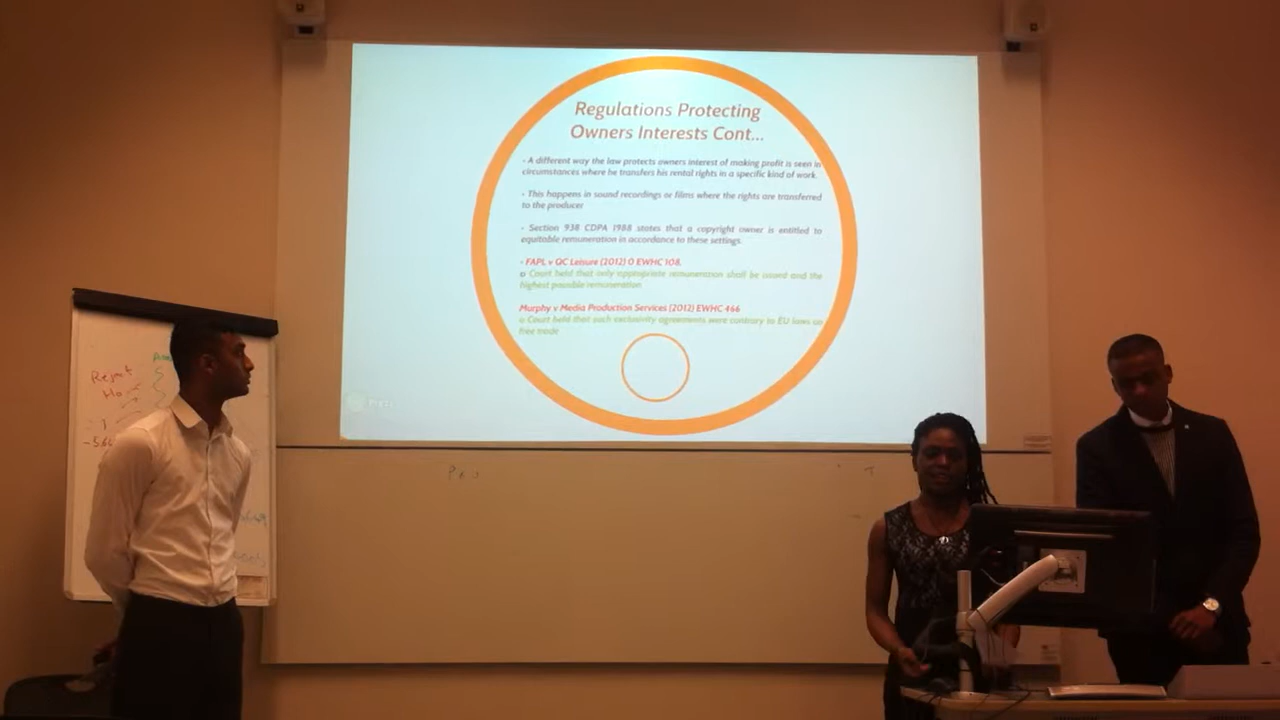 Regulations Protecting
Owners Interests Cont...
- A different way the law protects owners interest of making profit is seen in
circumstances where he transfers his rental rights in a specific kind of work.
- This happens in sound recordings or films where the rights are transferred
to the producer
- Section 93B CDPA 1988 states that a copyright owner is entitled to
equitable remuneration in accordance to these settings.
- FAPL v QC Leisure (2012) 0 EWHC 108.
o Court held that only appropriate remuneration shall be issued and the
highest possible remuneration
Murphy v Media Production Services (2012) EWHC 466
o Court held that such exclusivity agreements were contrary to EU laws on
free trade
Prezi
Reject
Ho